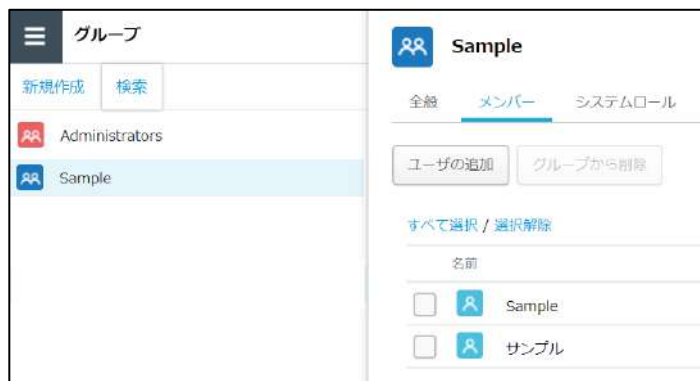 グループ
新規作成 検索
Administrators
Sample
Sample
全般 メンバー システムロール
ユーザの追加 グループから削除
すべて選択 / 選択解除
名前
Sample
サンプル